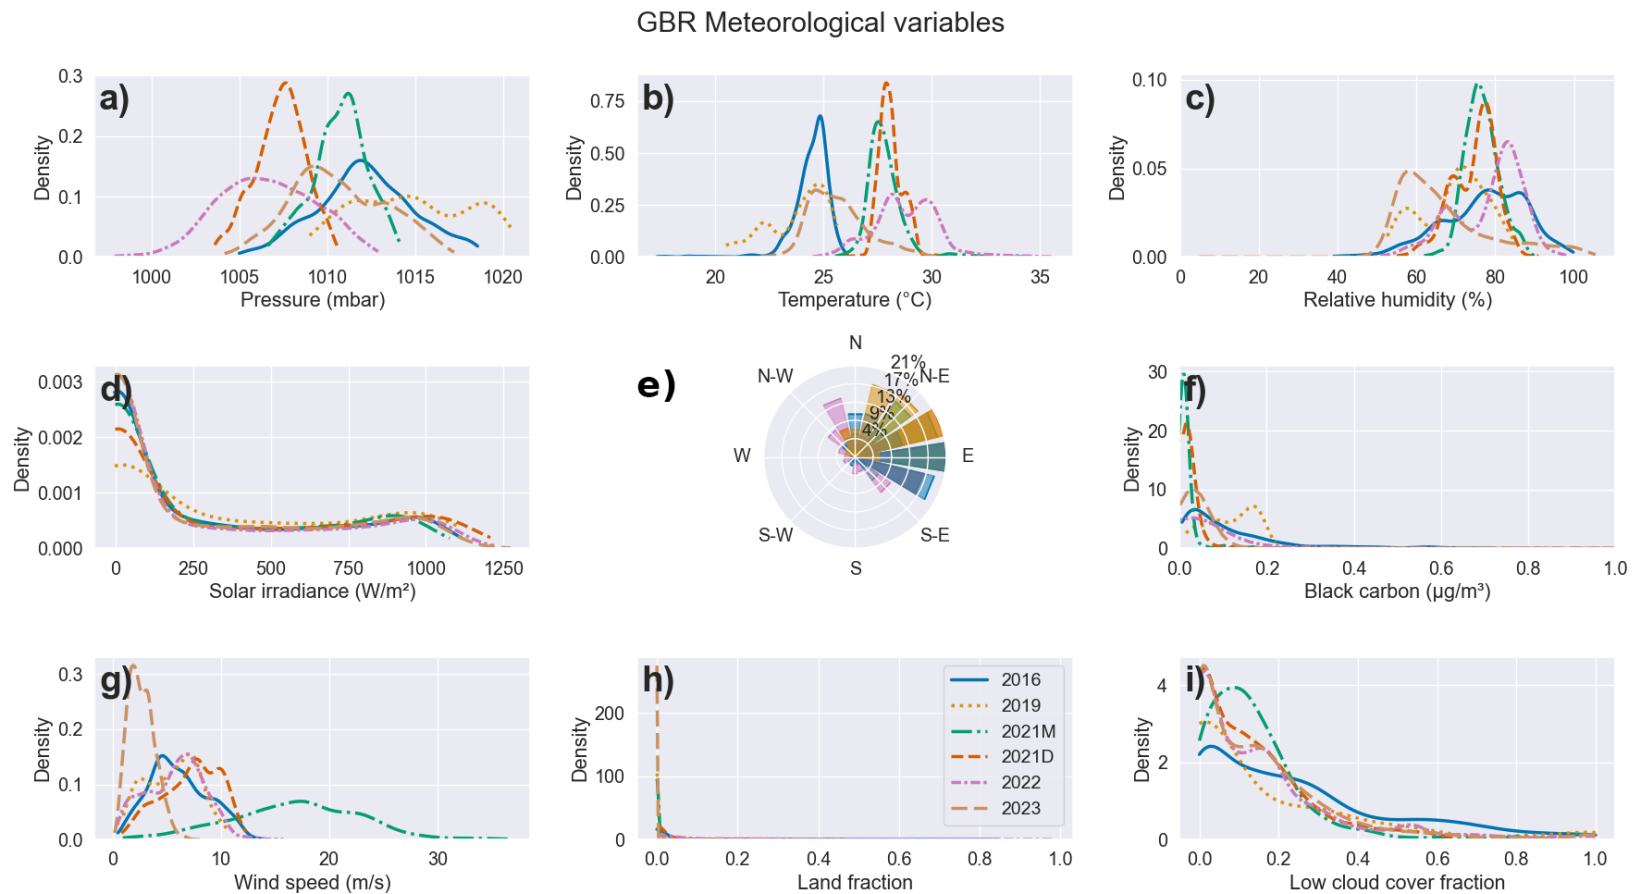 GBR Meteorological variables
a)
Density
0.3
0.2
0.1
0.0
1000
1005
1010
1015
1020
Pressure (mbar)
b)
Density
0.75
0.50
0.25
0.00
20
25
30
35
Temperature (°C)
c)
Density
0.10
0.05
0.00
0
20
40
60
80
100
Relative humidity (%)
d)
Density
0.003
0.002
0.001
0.000
0
250
500
750
1000
1250
Solar irradiance (W/m²)
e)
N
N-W
N-E
W
E
S-W
S-E
S
21%
17%
13%
9%
4%
f)
Density
30
20
10
0
0.0
0.2
0.4
0.6
0.8
1.0
Black carbon (μg/m³)
g)
Density
0.3
0.2
0.1
0.0
0
10
20
30
Wind speed (m/s)
h)
Density
200
100
0
0.0
0.2
0.4
0.6
0.8
1.0
Land fraction
2016
2019
2021M
2021D
2022
2023
i)
Density
4
2
0
0.0
0.2
0.4
0.6
0.8
1.0
Low cloud cover fraction